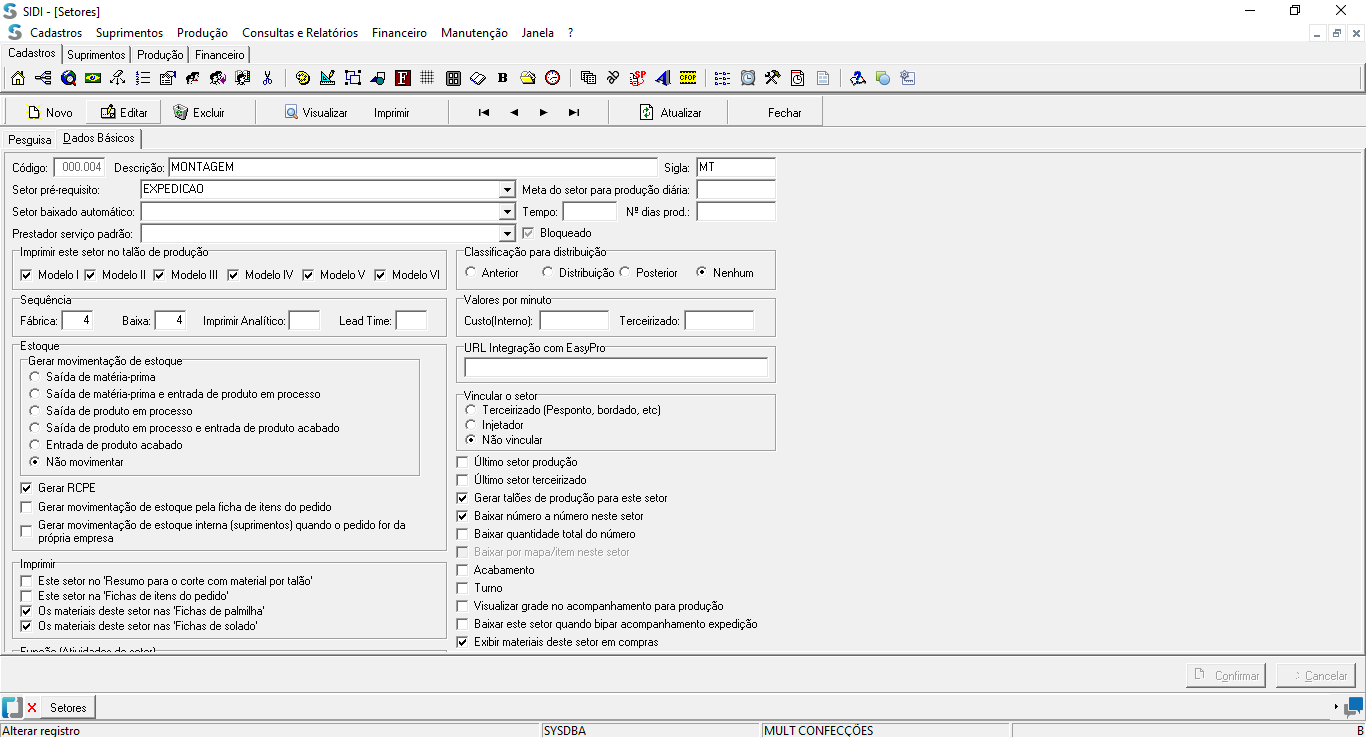 SIDI - [Setores]
Cadastros Suprimentos Produção Consultas e Relatórios Financeiro Manutenção Janela ?
Cadastros Suprimentos Produção Financeiro
F B SP CFOP
Novo Editar Excluir Visualizar Imprimir Atualizar Fechar
Pesquisa Dados Básicos
Código: 000.004 Descrição: MONTAGEM Sigla: MT
Setor pré-requisito: EXPEDICAO Meta do setor para produção diária:
Setor baixado automático: Tempo: Nº dias prod.:
Prestador serviço padrão: Bloqueado
Imprimir este setor no talão de produção
Modelo I Modelo II Modelo III Modelo IV Modelo V Modelo VI
Classificação para distribuição
Anterior Distribuição Posterior Nenhum
Sequência
Fábrica: 4 Baixa: 4 Imprimir Analítico: Lead Time:
Valores por minuto
Custo(Interno): Terceirizado:
Estoque
Gerar movimentação de estoque
Saída de matéria-prima
Saída de matéria-prima e entrada de produto em processo
Saída de produto em processo
Saída de produto em processo e entrada de produto acabado
Entrada de produto acabado
Não movimentar
Gerar RCPE
Gerar movimentação de estoque pela ficha de itens do pedido
Gerar movimentação de estoque interna (suprimentos) quando o pedido for da
própria empresa
Imprimir
Este setor no 'Resumo para o corte com material por talão'
Este setor na 'Fichas de itens do pedido'
Os materiais deste setor nas 'Fichas de palmilha'
Os materiais deste setor nas 'Fichas de solado'
Função (Atividades do setor)
URL Integração com EasyPro
Vincular o setor
Terceirizado (Pesponto, bordado, etc)
Injetador
Não vincular
Último setor produção
Último setor terceirizado
Gerar talões de produção para este setor
Baixar número a número neste setor
Baixar quantidade total do número
Baixar por mapa/item neste setor
Acabamento
Turno
Visualizar grade no acompanhamento para produção
Baixar este setor quando bipar acompanhamento expedição
Exibir materiais deste setor em compras
Confirmar Cancelar
Setores
Alterar registro SYSDBA MULT CONFECÇÕES B